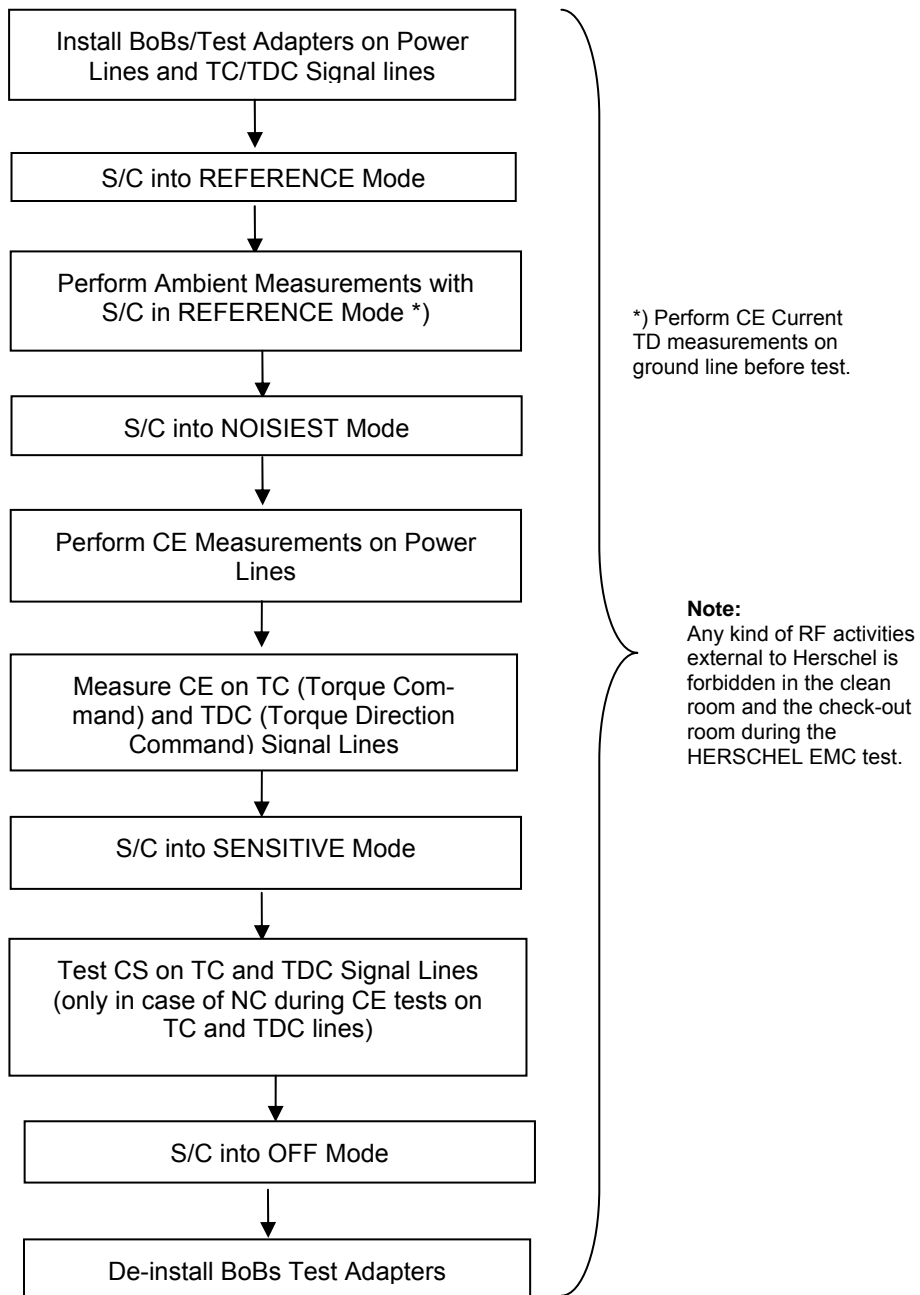 Install BoBs/Test Adapters on Power
Lines and TC/TDC Signal lines
S/C into REFERENCE Mode
Perform Ambient Measurements with
S/C in REFERENCE Mode *)
*) Perform CE Current
TD measurements on
ground line before test.
S/C into NOISIEST Mode
Perform CE Measurements on Power
Lines
Note:
Any kind of RF activities
external to Herschel is
forbidden in the clean
room and the check-out
room during the
HERSCHEL EMC test.
Measure CE on TC (Torque Com-
mand) and TDC (Torque Direction
Command) Signal Lines
S/C into SENSITIVE Mode
Test CS on TC and TDC Signal Lines
(only in case of NC during CE tests on
TC and TDC lines)
S/C into OFF Mode
De-install BoBs Test Adapters